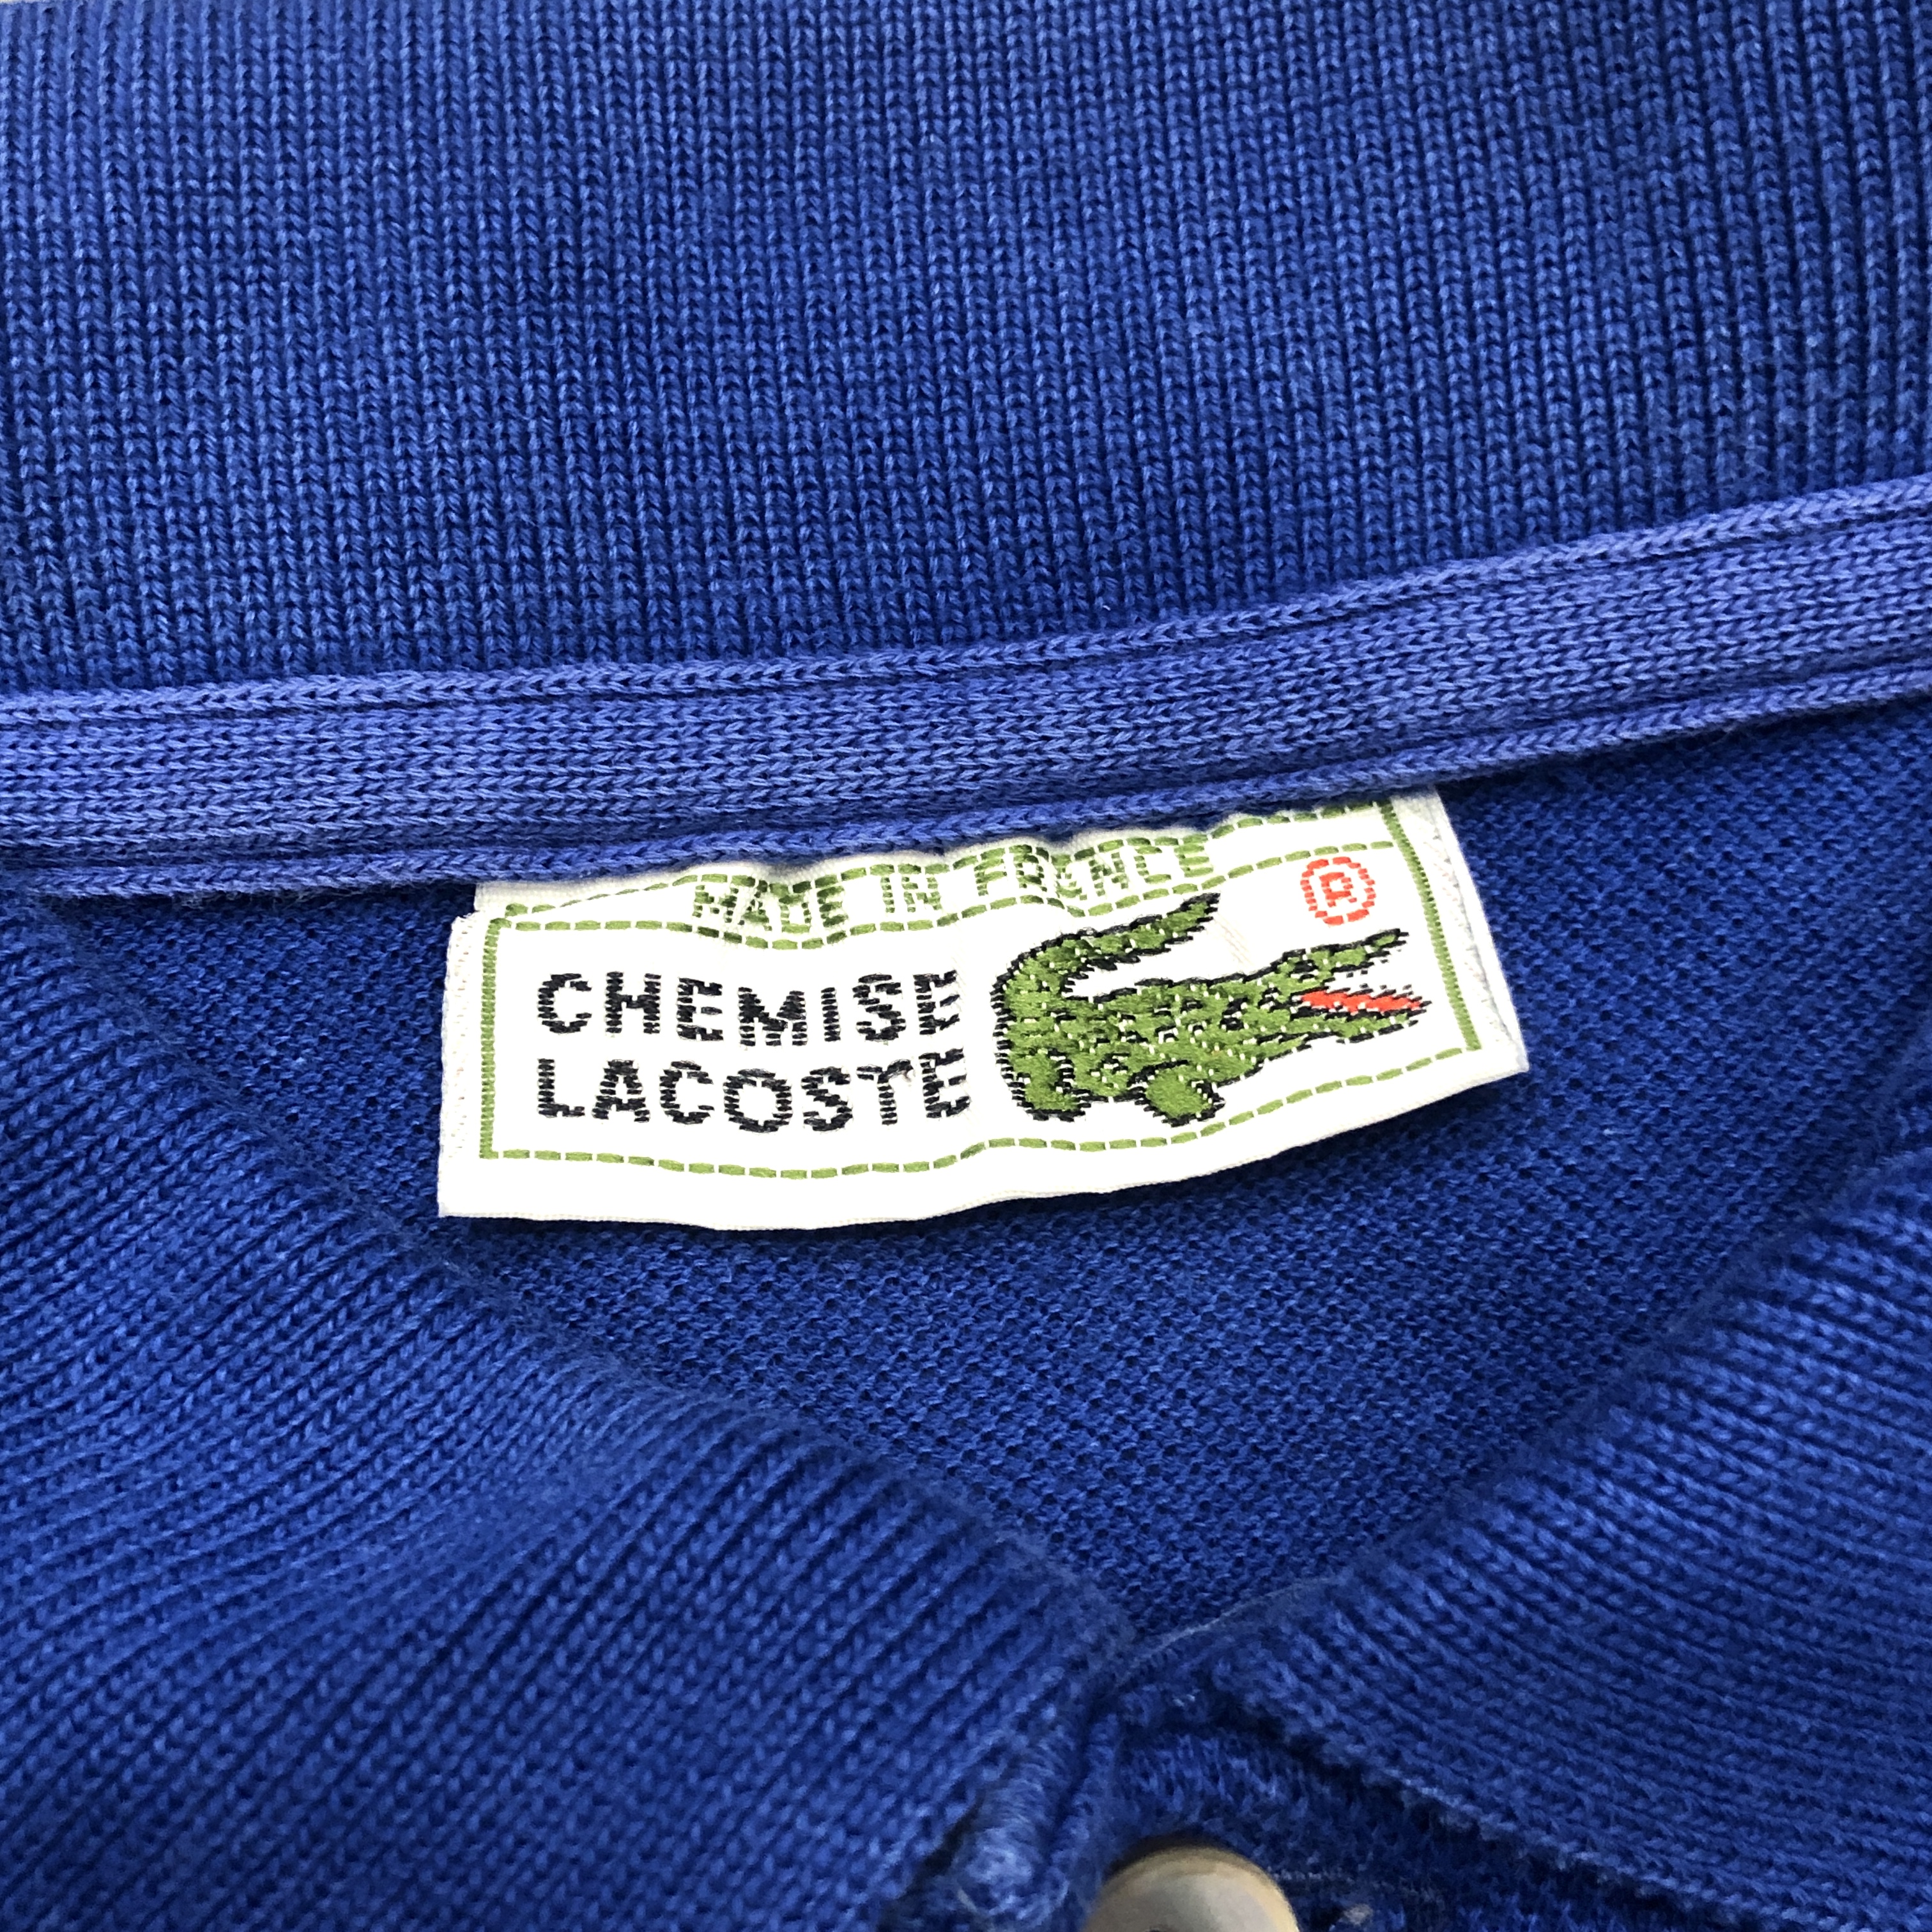 MADE IN FRANCE
®
CHEMISE
LACOSTE